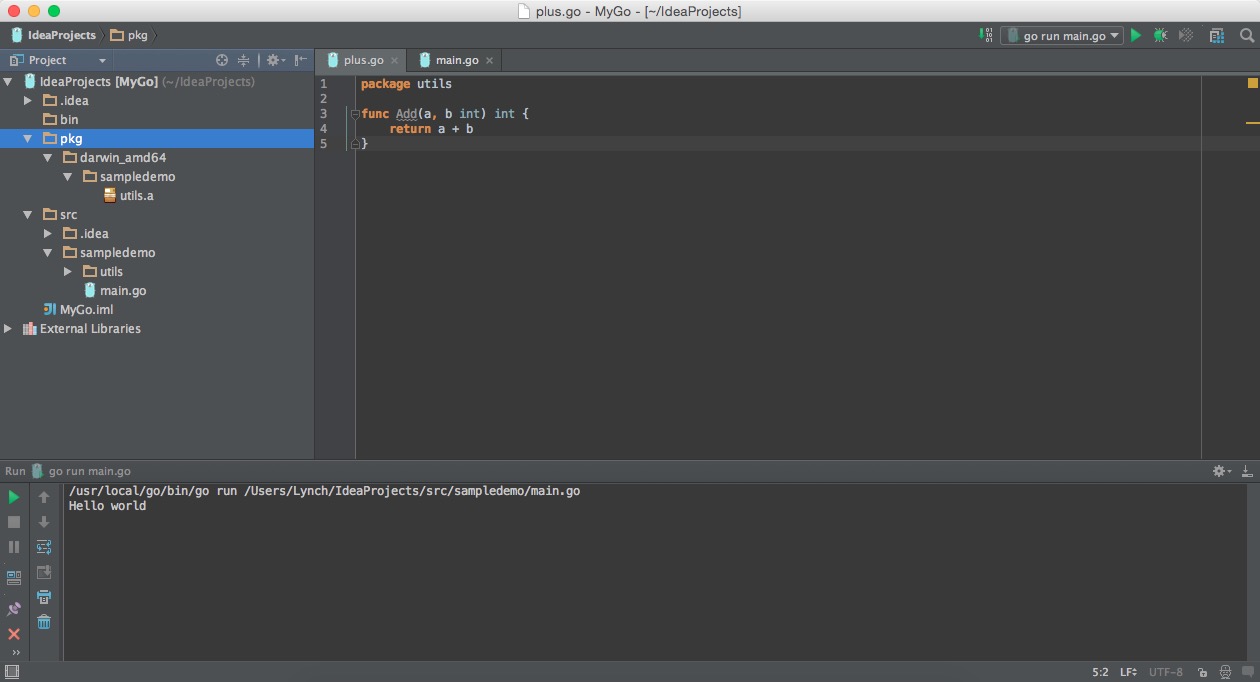 plus.go - MyGo - [~/IdeaProjects]
IdeaProjects pkg
go run main.go
Project
plus.go main.go
IdeaProjects [MyGo] (~/IdeaProjects)
.idea
bin
pkg
darwin_amd64
sampledemo
utils.a
src
.idea
sampledemo
utils
main.go
MyGo.iml
External Libraries
1 package utils
2
3 func Add(a, b int) int {
4 return a + b
5 }
Run go run main.go
/usr/local/go/bin/go run /Users/Lynch/IdeaProjects/src/sampledemo/main.go
Hello world
5:2 LF UTF-8